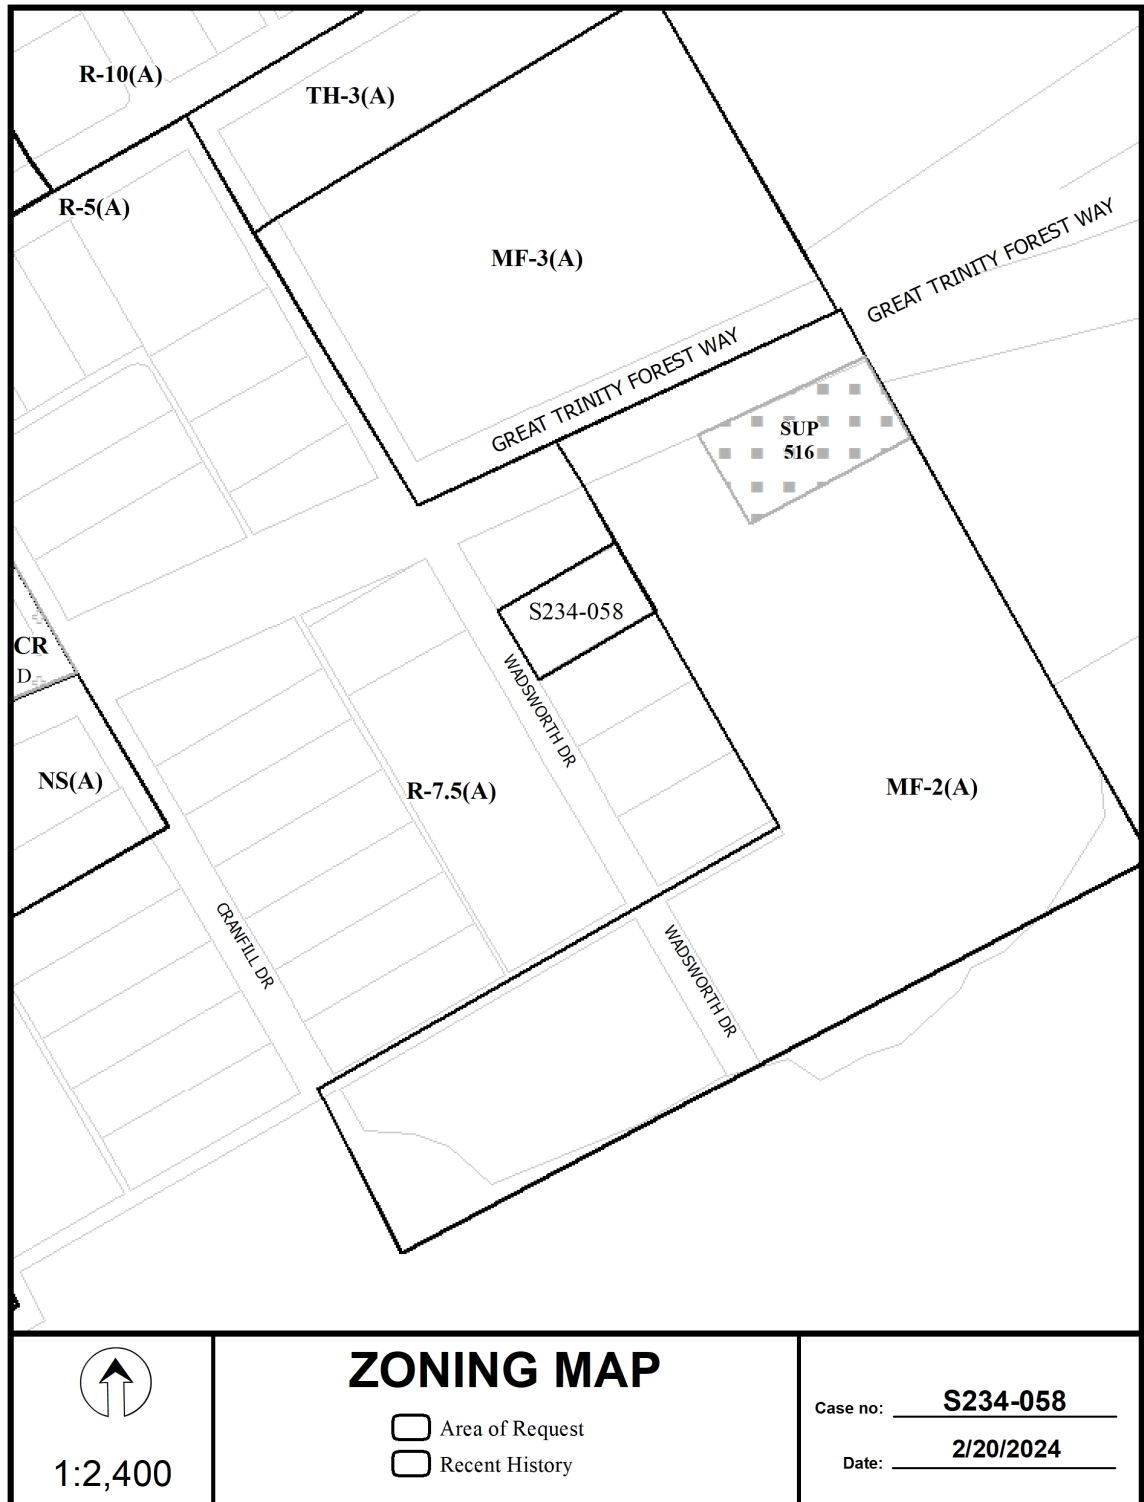 R-10(A)
TH-3(A)
R-5(A)
MF-3(A)
GREAT TRINITY FOREST WAY
GREAT TRINITY FOREST WAY
SUP
516
S234-058
CR
D
WADSWORTH DR
NS(A)
R-7.5(A)
MF-2(A)
CRANFILL DR
WADSWORTH DR
ZONING MAP
Area of Request
Recent History
1:2,400
Case no: S234-058
Date: 2/20/2024